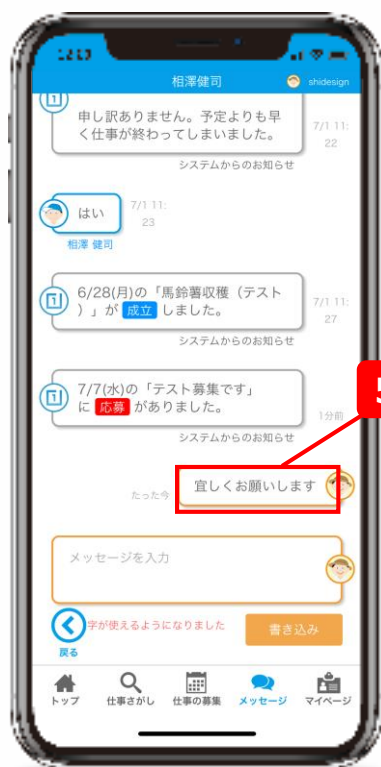 相澤健司
shidesign
申し訳ありません。予定よりも早
く仕事が終わってしまいました。
7/1 11:
22
システムからのお知らせ
はい
7/1 11:
23
相澤 健司
6/28(月)の「馬鈴薯収穫（テスト
）」が 成立 しました。
7/1 11:
27
システムからのお知らせ
7/7(水)の「テスト募集です」
に 応募 がありました。
1分前
システムからのお知らせ
5
たった今
宜しくお願いします
メッセージを入力
字が使えるようになりました
書き込み
戻る
トップ
仕事さがし
仕事の募集
メッセージ
マイページ